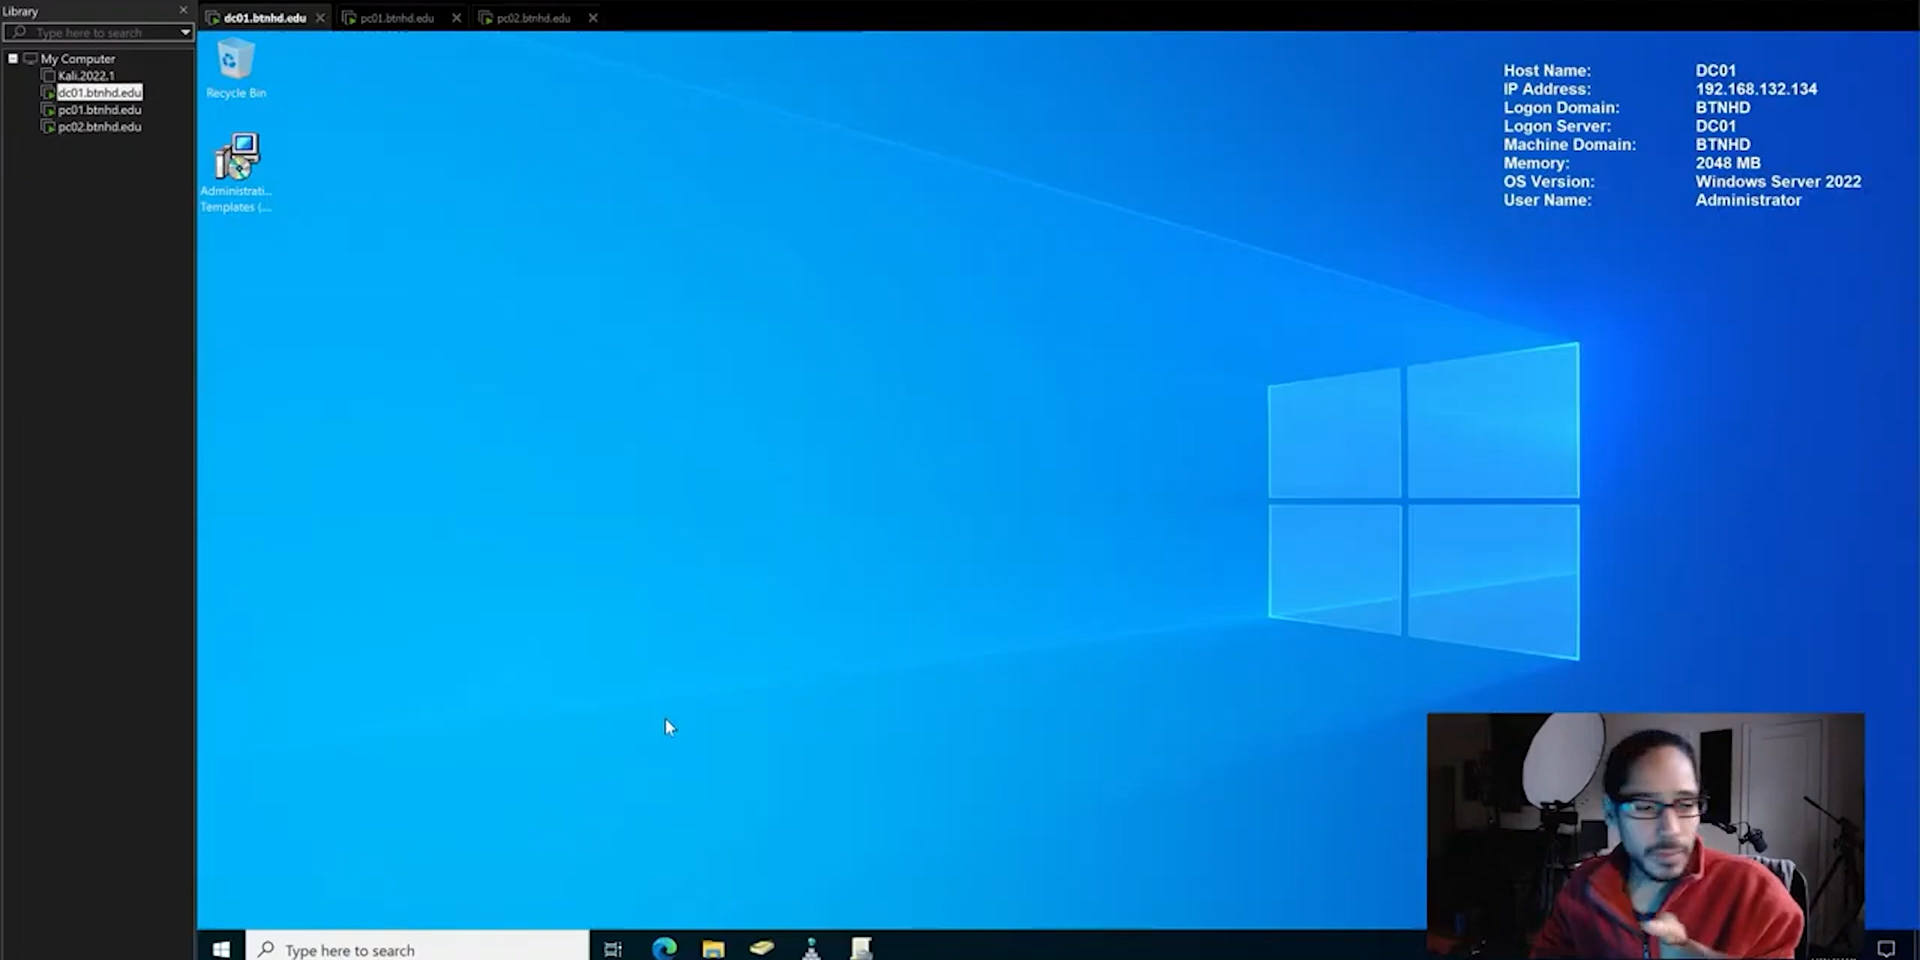 Library
dc01.btnhd.edu
pc01.btnhd.edu
pc02.btnhd.edu
Type here to search
My Computer
Kali.2022.1
dc01.btnhd.edu
pc01.btnhd.edu
pc02.btnhd.edu
Recycle Bin
Administrati...
Templates (...
Host Name: DC01
IP Address: 192.168.132.134
Logon Domain: BTNHD
Logon Server: DC01
Machine Domain: BTNHD
Memory: 2048 MB
OS Version: Windows Server 2022
User Name: Administrator
Type here to search